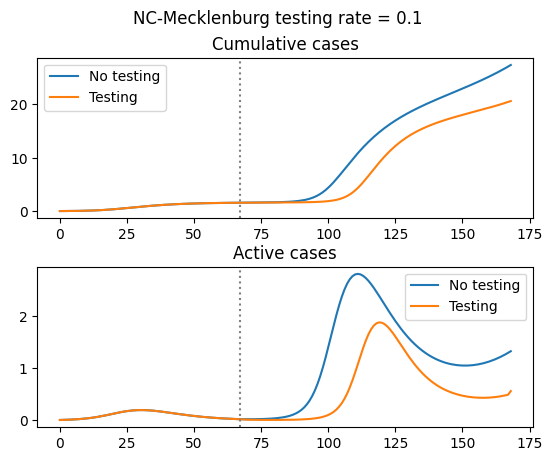 NC-Mecklenburg testing rate = 0.1
Cumulative cases
No testing
Testing
20
10
0
0 25 50 75 100 125 150 175
Active cases
No testing
Testing
2
1
0
0 25 50 75 100 125 150 175